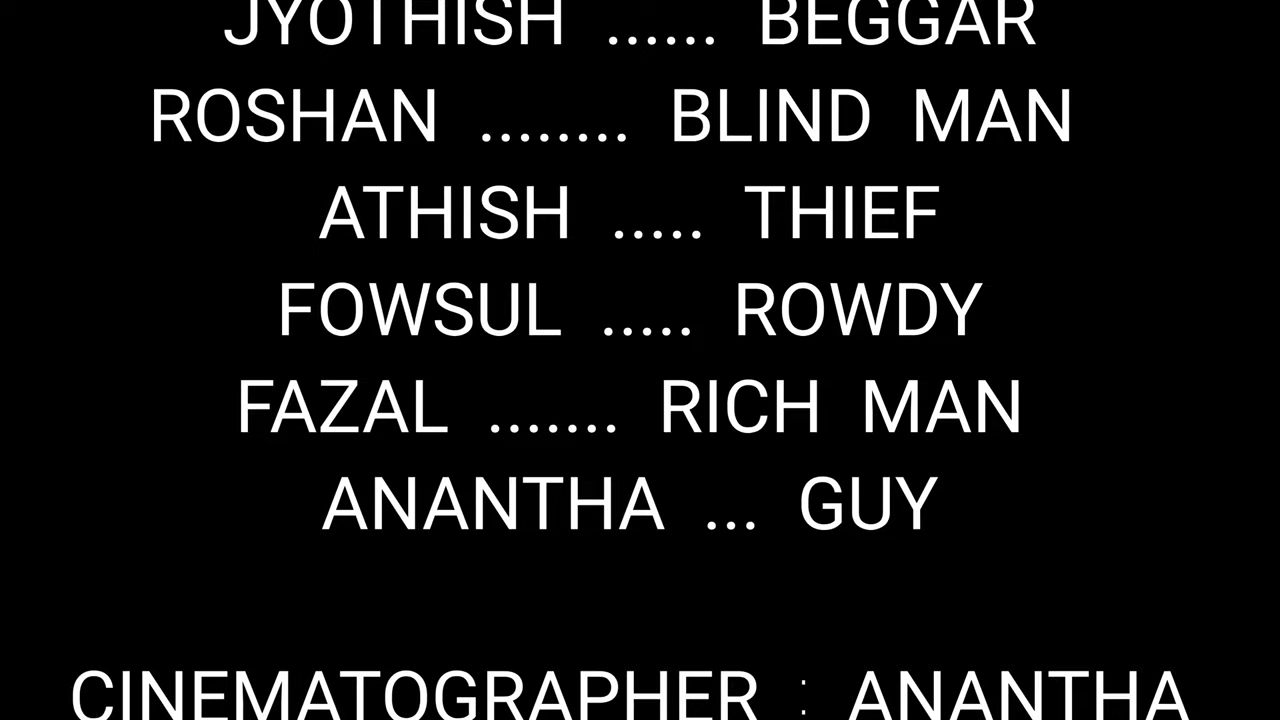 JYOTHISH ...... BEGGAR
ROSHAN ........ BLIND MAN
ATHISH ..... THIEF
FOWSUL ..... ROWDY
FAZAL ....... RICH MAN
ANANTHA ... GUY
CINEMATOGRAPHER : ANANTHA